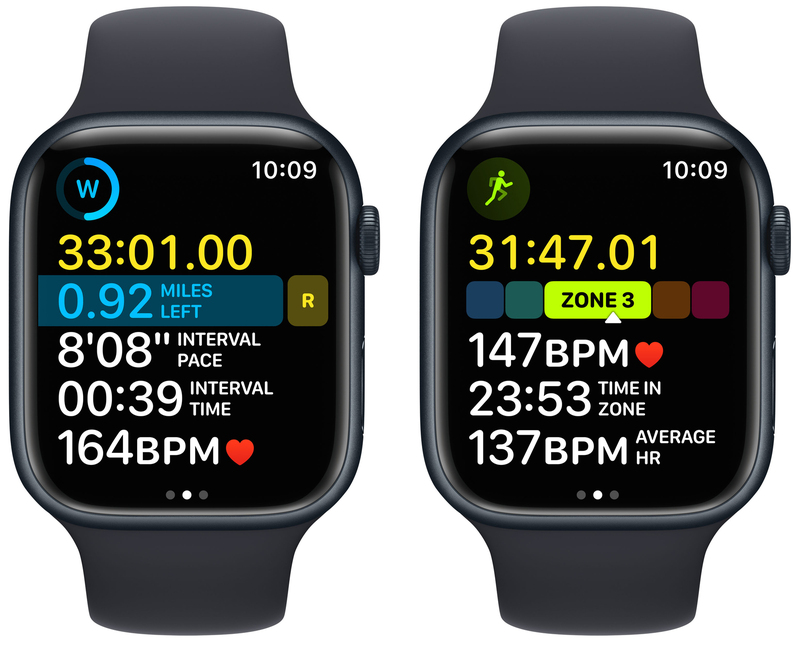 W
10:09
33:01.00
0.92 MILES LEFT
R
8'08" INTERVAL PACE
00:39 INTERVAL TIME
164BPM
10:09
31:47.01
ZONE 3
147BPM
23:53 TIME IN ZONE
137BPM AVERAGE HR